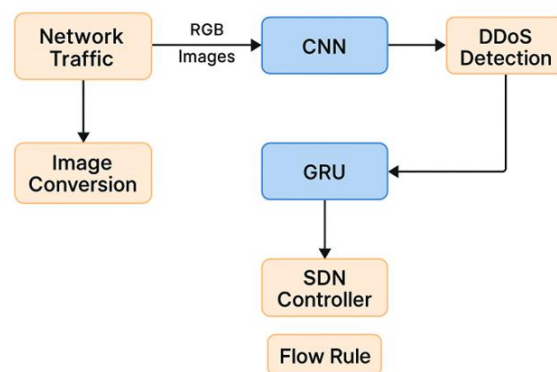 Network
Traffic
RGB
Images
CNN
DDoS
Detection
Image
Conversion
GRU
SDN
Controller
Flow Rule